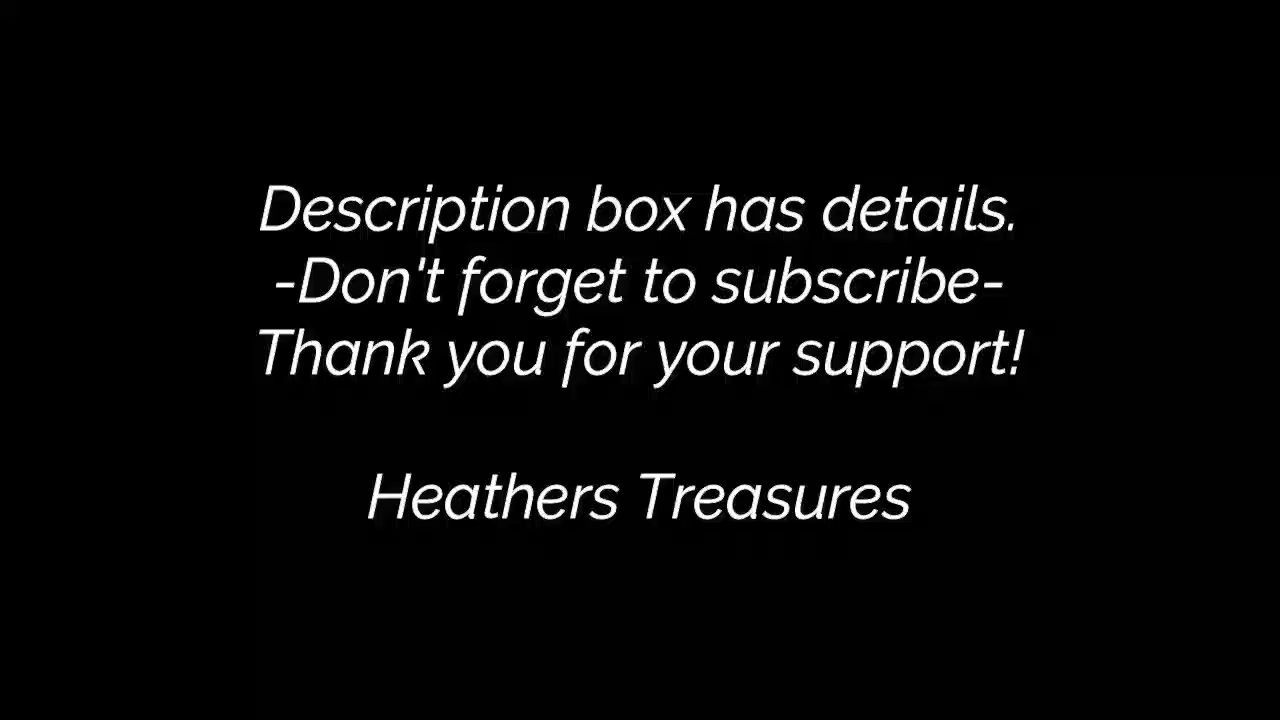 Description box has details.
-Don't forget to subscribe-
Thank you for your support!
Heathers Treasures